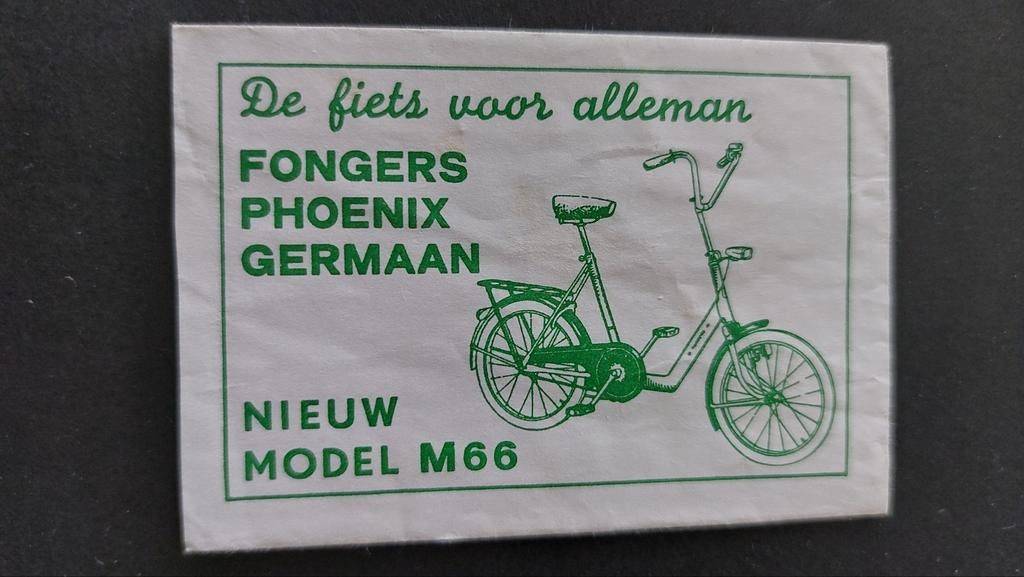 De fiets voor alleman
FONGERS
PHOENIX
GERMAAN
NIEUW
MODEL M66